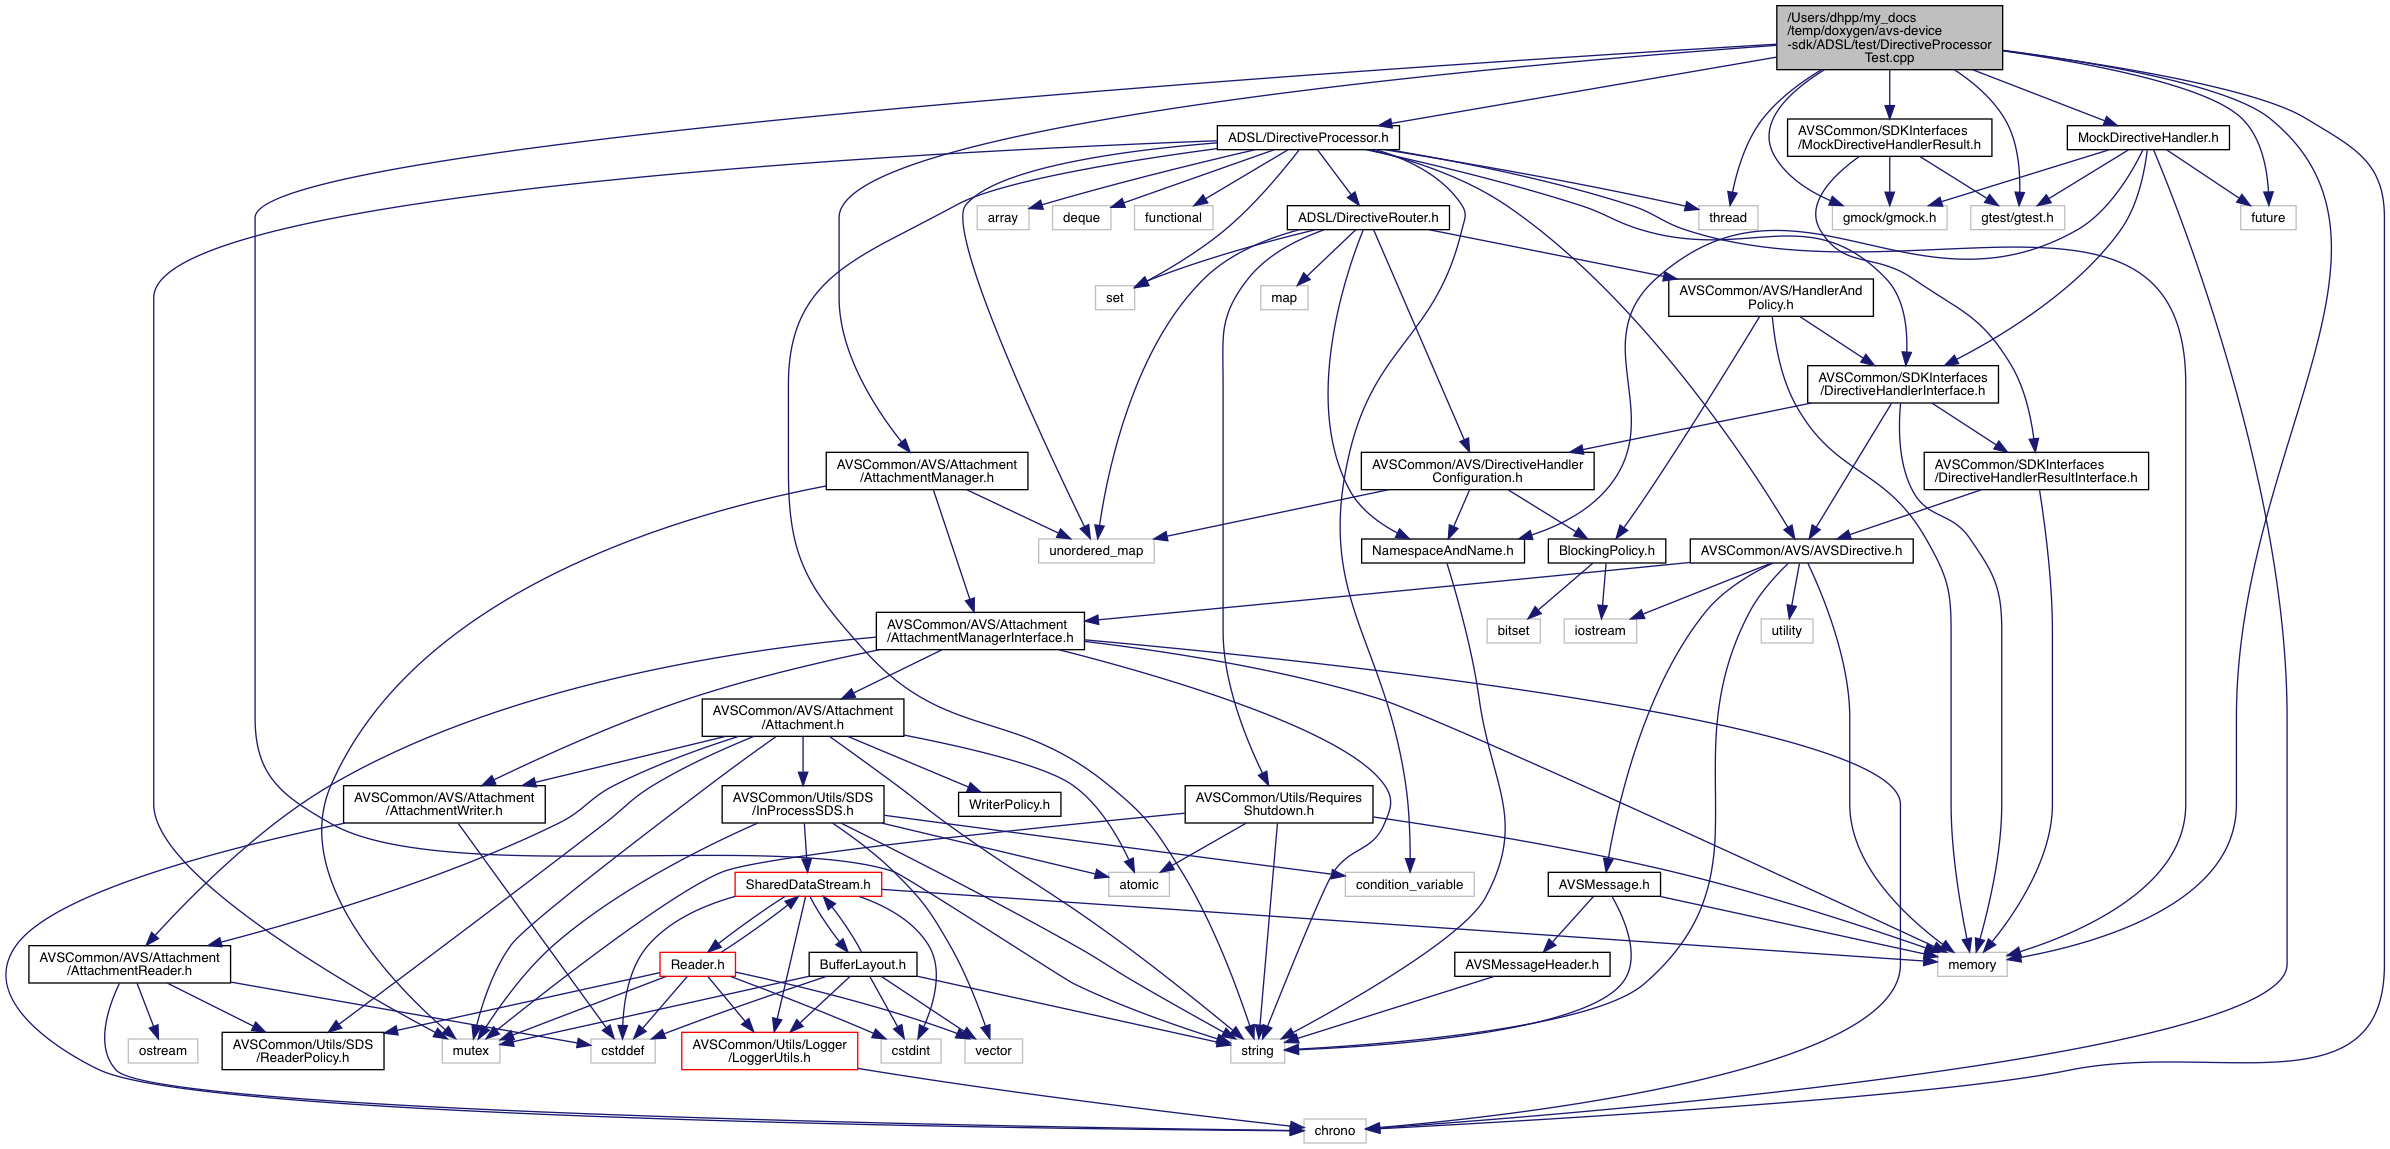 /Users/dhpp/my_docs
/temp/doxygen/avs-device
-sdk/ADSL/test/DirectiveProcessor
Test.cpp
ADSL/DirectiveProcessor.h
AVSCommon/SDKInterfaces
/MockDirectiveHandlerResult.h
MockDirectiveHandler.h
array
deque
functional
ADSL/DirectiveRouter.h
thread
gmock/gmock.h
gtest/gtest.h
future
set
map
AVSCommon/AVS/HandlerAnd
Policy.h
AVSCommon/SDKInterfaces
/DirectiveHandlerInterface.h
AVSCommon/AVS/Attachment
/AttachmentManager.h
AVSCommon/AVS/DirectiveHandler
Configuration.h
AVSCommon/SDKInterfaces
/DirectiveHandlerResultInterface.h
unordered_map
NamespaceAndName.h
BlockingPolicy.h
AVSCommon/AVS/AVSDirective.h
AVSCommon/AVS/Attachment
/AttachmentManagerInterface.h
bitset
iostream
utility
AVSCommon/AVS/Attachment
/Attachment.h
AVSCommon/AVS/Attachment
/AttachmentWriter.h
AVSCommon/Utils/SDS
/InProcessSDS.h
WriterPolicy.h
AVSCommon/Utils/Requires
Shutdown.h
SharedDataStream.h
atomic
condition_variable
AVSMessage.h
AVSCommon/AVS/Attachment
/AttachmentReader.h
Reader.h
BufferLayout.h
AVSMessageHeader.h
memory
ostream
AVSCommon/Utils/SDS
/ReaderPolicy.h
mutex
cstddef
AVSCommon/Utils/Logger
/LoggerUtils.h
cstdint
vector
string
chrono